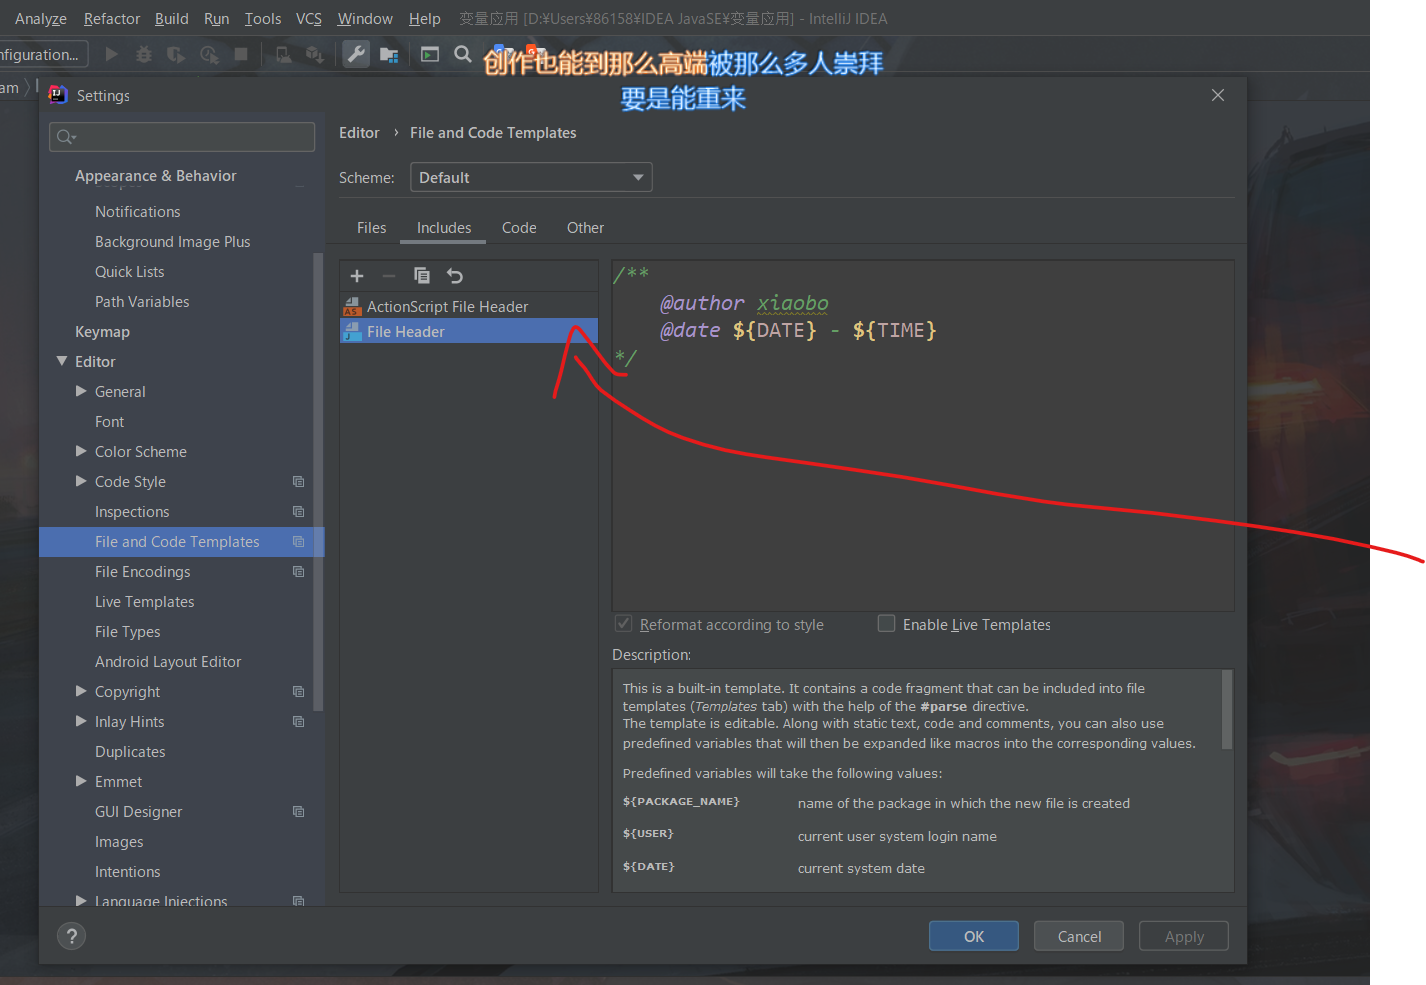 Analyze Refactor Build Run Tools VCS Window Help 变量应用 [D:¥Users¥86158¥IDEA JavaSE¥变量应用] - IntelliJ IDEA
nfiguration...
创作也能到那么高端被那么多人崇拜
要是能重来
am
Settings
Appearance & Behavior
Scopes
Notifications
Background Image Plus
Quick Lists
Path Variables
Keymap
Editor
General
Font
Color Scheme
Code Style
Inspections
File and Code Templates
File Encodings
Live Templates
File Types
Android Layout Editor
Copyright
Inlay Hints
Duplicates
Emmet
GUI Designer
Images
Intentions
Language Injections
Editor › File and Code Templates
Scheme: Default
Files Includes Code Other
ActionScript File Header
File Header
/**
@author xiaobo
@date ${DATE} - ${TIME}
*/
Reformat according to style Enable Live Templates
Description:
This is a built-in template. It contains a code fragment that can be included into file
templates (Templates tab) with the help of the #parse directive.
The template is editable. Along with static text, code and comments, you can also use
predefined variables that will then be expanded like macros into the corresponding values.
Predefined variables will take the following values:
${PACKAGE_NAME} name of the package in which the new file is created
${USER} current user system login name
${DATE} current system date
? OK Cancel Apply